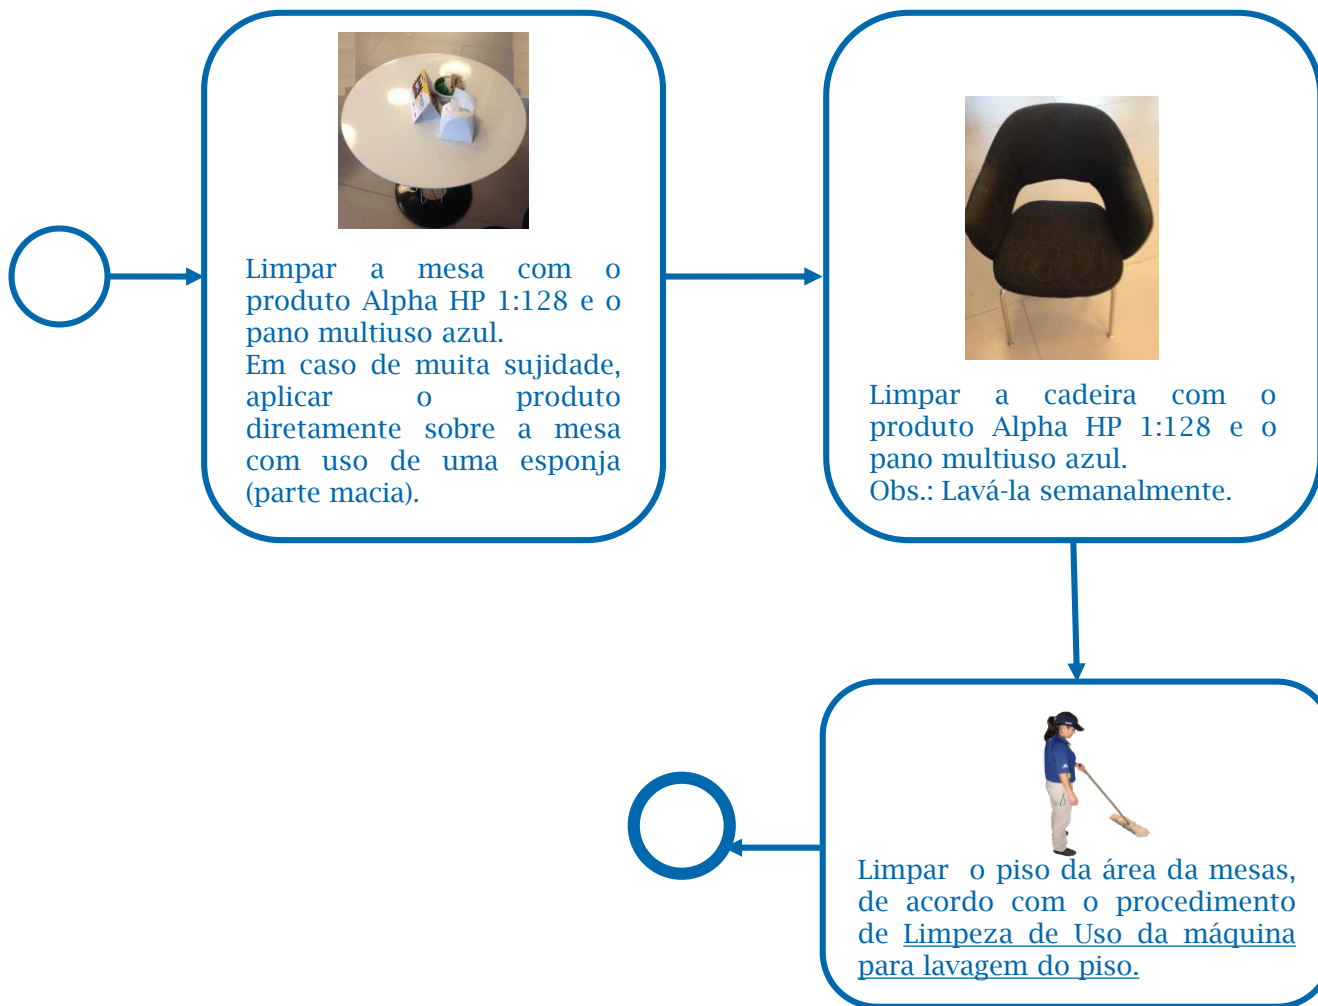 Limpar a mesa com o
produto Alpha HP 1:128 e o
pano multiuso azul.
Em caso de muita sujidade,
aplicar o produto
diretamente sobre a mesa
com uso de uma esponja
(parte macia).
Limpar a cadeira com o
produto Alpha HP 1:128 e o
pano multiuso azul.
Obs.: Lavá-la semanalmente.
Limpar o piso da área da mesas,
de acordo com o procedimento
de Limpeza de Uso da máquina
para lavagem do piso.